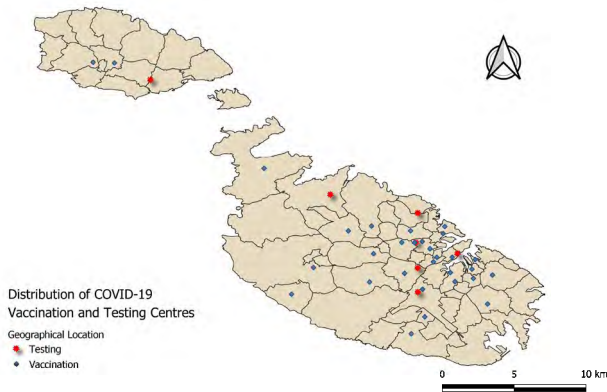 Distribution of COVID-19
Vaccination and Testing Centres
Geographical Location
Testing
Vaccination
0 5 10 km